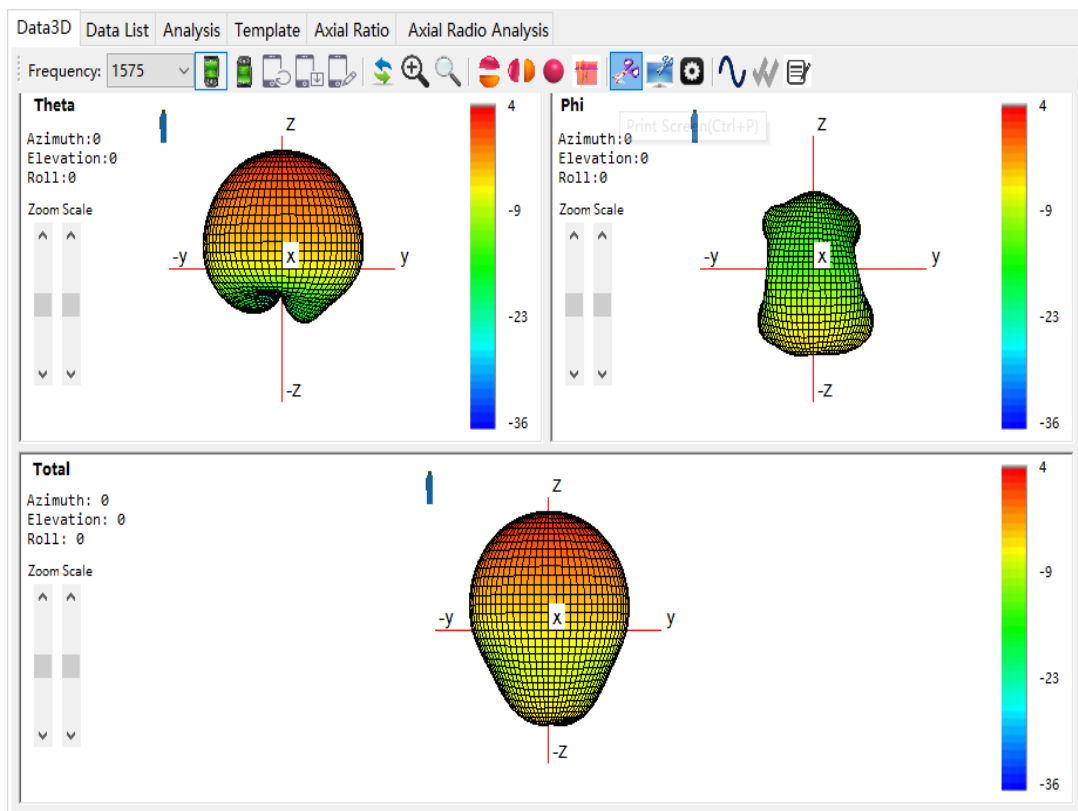 Data3D Data List Analysis Template Axial Ratio Axial Radio Analysis
Frequency: 1575
Theta
Azimuth:0
Elevation:0
Roll:0
Zoom Scale
Z
-y
X
y
-Z
4
-9
-23
-36
Phi
Print Screen(Ctrl+P)
Azimuth:0
Elevation:0
Roll:0
Zoom Scale
Z
-y
X
y
-Z
4
-9
-23
-36
Total
Azimuth: 0
Elevation: 0
Roll: 0
Zoom Scale
Z
-y
X
y
-Z
4
-9
-23
-36